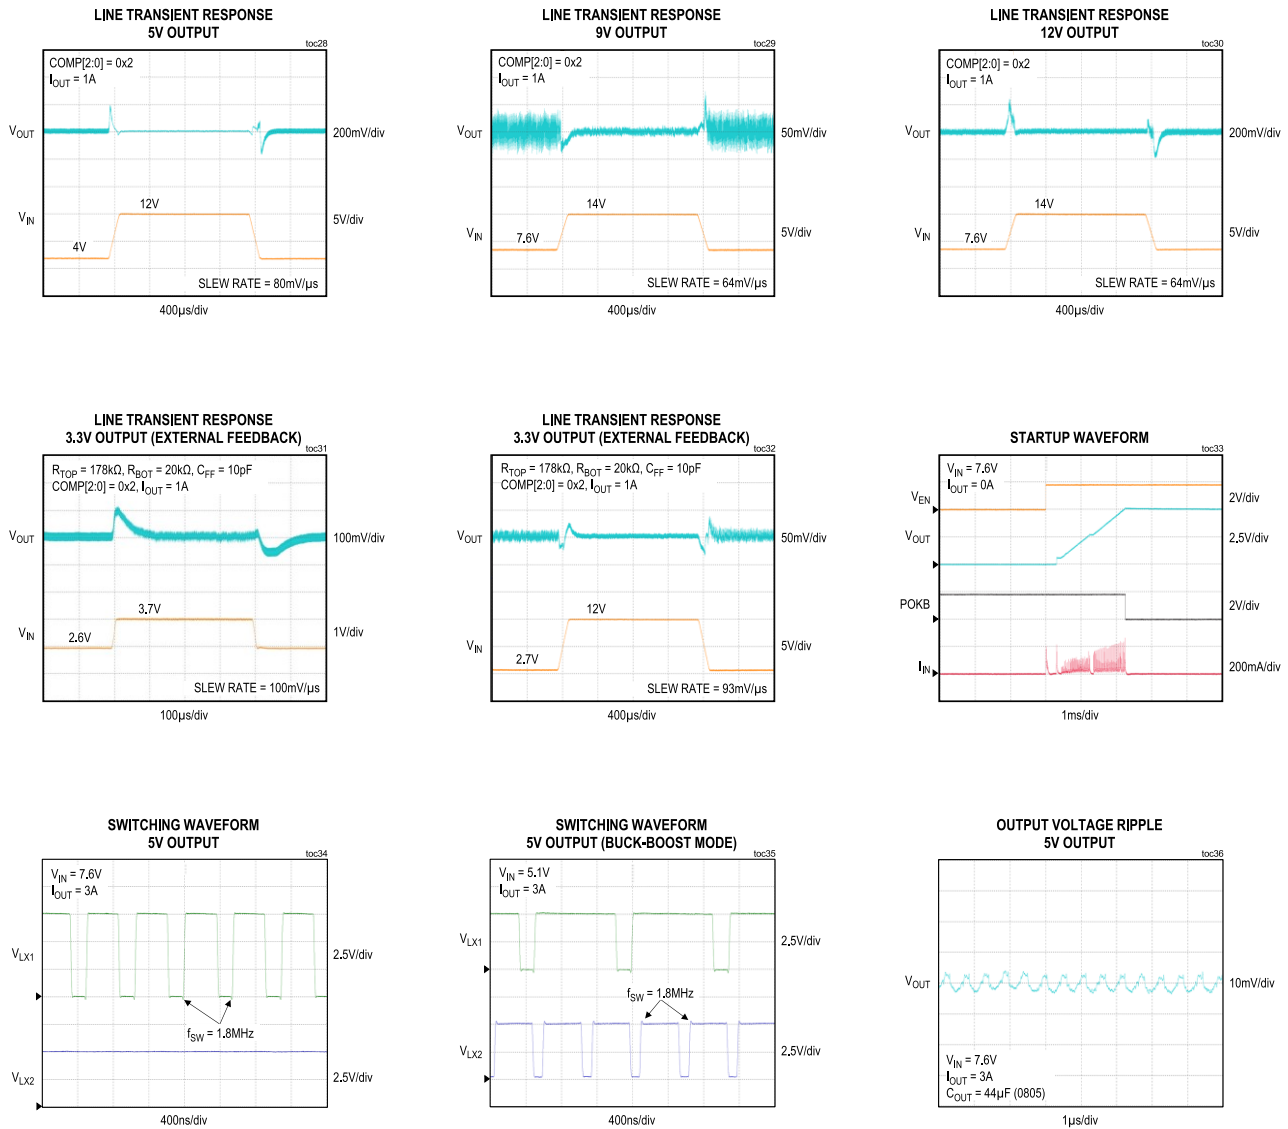 LINE TRANSIENT RESPONSE
5V OUTPUT
toc28
COMP[2:0] = 0x2
IOUT = 1A
VOUT
200mV/div
12V
VIN
5V/div
4V
SLEW RATE = 80mV/µs
400µs/div
LINE TRANSIENT RESPONSE
9V OUTPUT
toc29
COMP[2:0] = 0x2
IOUT = 1A
VOUT
50mV/div
14V
VIN
7.6V
5V/div
SLEW RATE = 64mV/µs
400µs/div
LINE TRANSIENT RESPONSE
12V OUTPUT
toc30
COMP[2:0] = 0x2
IOUT = 1A
VOUT
200mV/div
14V
VIN
7.6V
5V/div
SLEW RATE = 64mV/µs
400µs/div
LINE TRANSIENT RESPONSE
3.3V OUTPUT (EXTERNAL FEEDBACK)
toc31
RTOP = 178kΩ, RBOT = 20kΩ, CFF = 10pF
COMP[2:0] = 0x2, IOUT = 1A
VOUT
100mV/div
3.7V
VIN
2.6V
1V/div
SLEW RATE = 100mV/µs
100µs/div
LINE TRANSIENT RESPONSE
3.3V OUTPUT (EXTERNAL FEEDBACK)
toc32
RTOP = 178kΩ, RBOT = 20kΩ, CFF = 10pF
COMP[2:0] = 0x2, IOUT = 1A
VOUT
50mV/div
12V
VIN
2.7V
5V/div
SLEW RATE = 93mV/µs
400µs/div
STARTUP WAVEFORM
toc33
VIN = 7.6V
IOUT = 0A
VEN
2V/div
VOUT
2.5V/div
POKB
2V/div
IIN
200mA/div
1ms/div
SWITCHING WAVEFORM
5V OUTPUT
toc34
VIN = 7.6V
IOUT = 3A
VLX1
2.5V/div
fSW = 1.8MHz
VLX2
2.5V/div
400ns/div
SWITCHING WAVEFORM
5V OUTPUT (BUCK-BOOST MODE)
toc35
VIN = 5.1V
IOUT = 3A
VLX1
2.5V/div
fSW = 1.8MHz
VLX2
2.5V/div
400ns/div
OUTPUT VOLTAGE RIPPLE
5V OUTPUT
toc36
VOUT
10mV/div
VIN = 7.6V
IOUT = 3A
COUT = 44µF (0805)
1µs/div